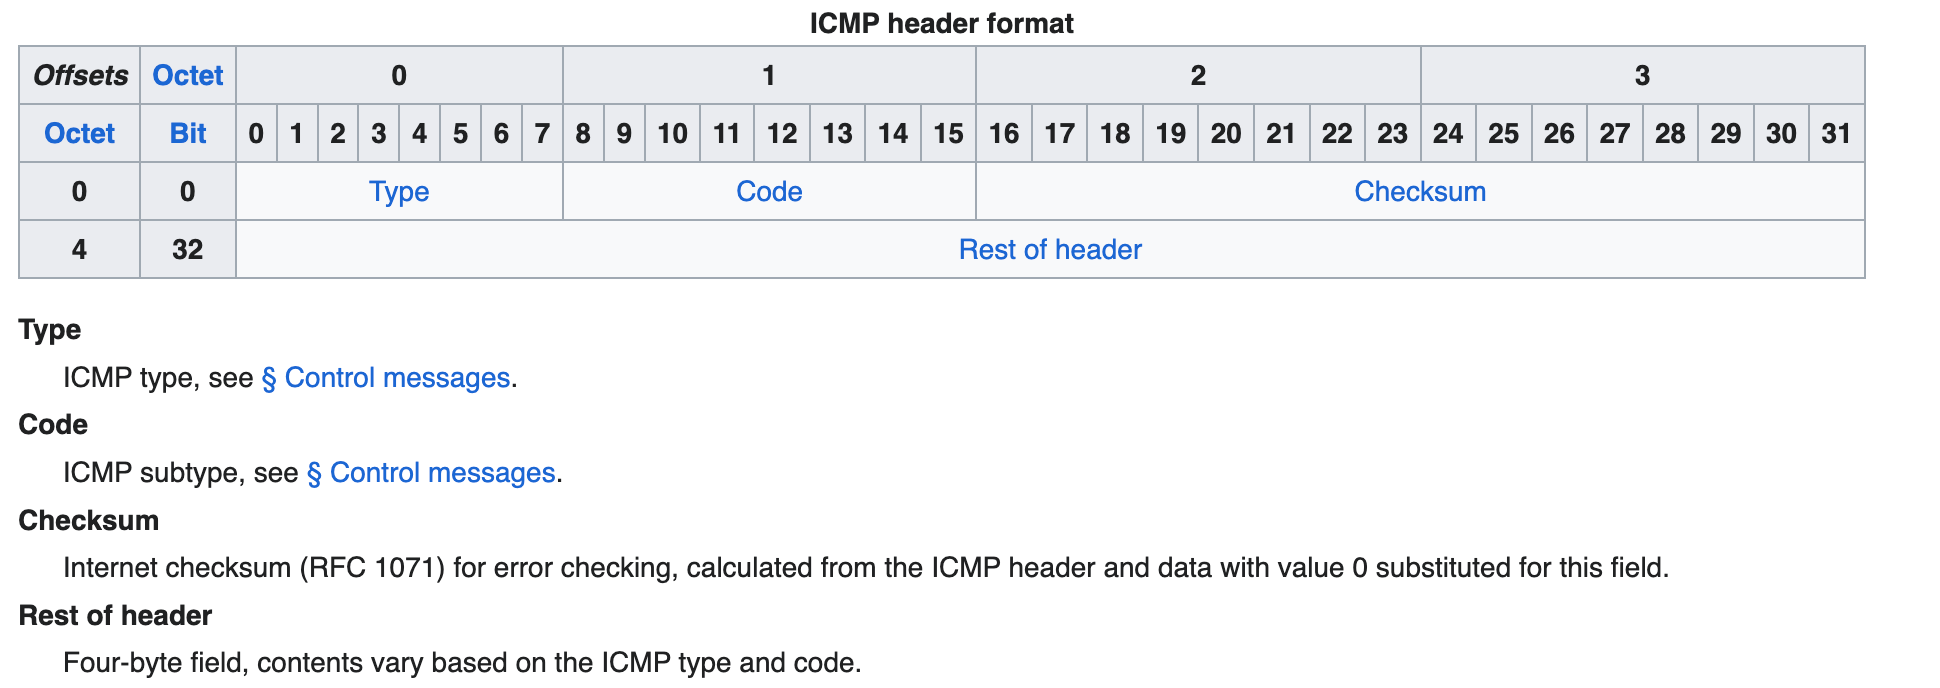 ICMP header format
Offsets Octet 0 1 2 3
Octet Bit 0 1 2 3 4 5 6 7 8 9 10 11 12 13 14 15 16 17 18 19 20 21 22 23 24 25 26 27 28 29 30 31
0 0 Type Code Checksum
4 32 Rest of header
Type
ICMP type, see § Control messages.
Code
ICMP subtype, see § Control messages.
Checksum
Internet checksum (RFC 1071) for error checking, calculated from the ICMP header and data with value 0 substituted for this field.
Rest of header
Four-byte field, contents vary based on the ICMP type and code.